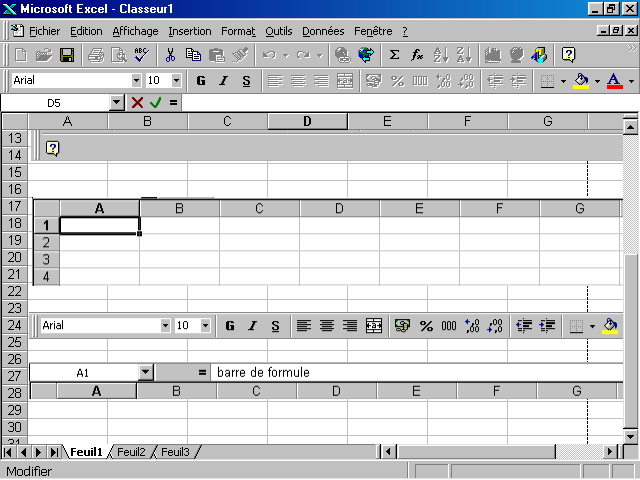 Microsoft Excel - Classeur1
Fichier Edition Affichage Insertion Format Outils Données Fenêtre ?
Arial 10 G I S
D5 =
A B C D E F G
13
14
15
16
17 A B C D E F G
18 1
19 2
20 3
21 4
22
23
24 Arial 10 G I S % 000
25
26
27 A1 = barre de formule
28 A B C D E F G
29
30
31
Feuil1 Feuil2 Feuil3
Modifier